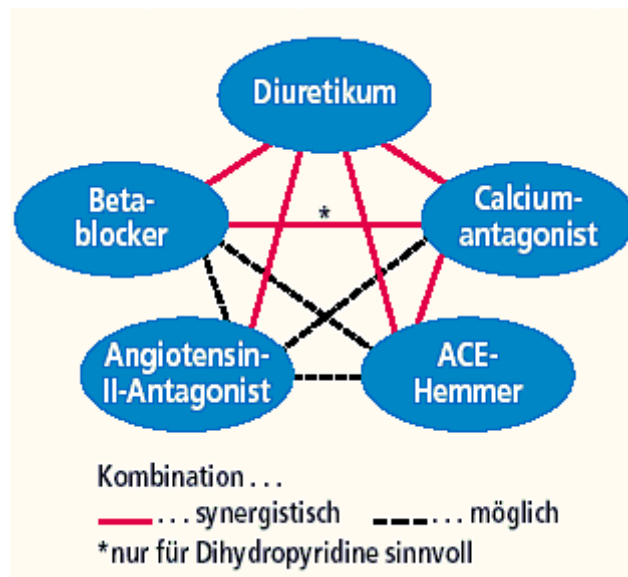 Diuretikum
Beta-
blocker
*
Calcium-
antagonist
Angiotensin-
II-Antagonist
ACE-
Hemmer
Kombination . . .
. . . synergistisch
. . . möglich
*nur für Dihydropyridine sinnvoll